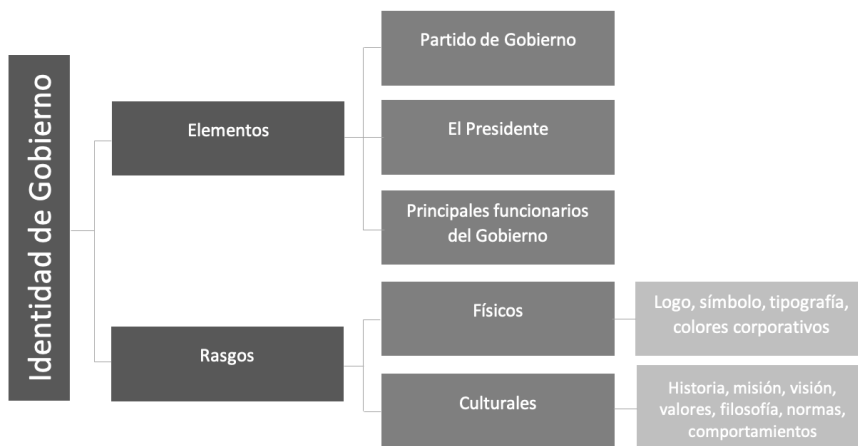 Identidad de Gobierno
Elementos
Partido de Gobierno
El Presidente
Principales funcionarios
del Gobierno
Rasgos
Físicos
Logo, símbolo, tipografía,
colores corporativos
Culturales
Historia, misión, visión,
valores, filosofía, normas,
comportamientos